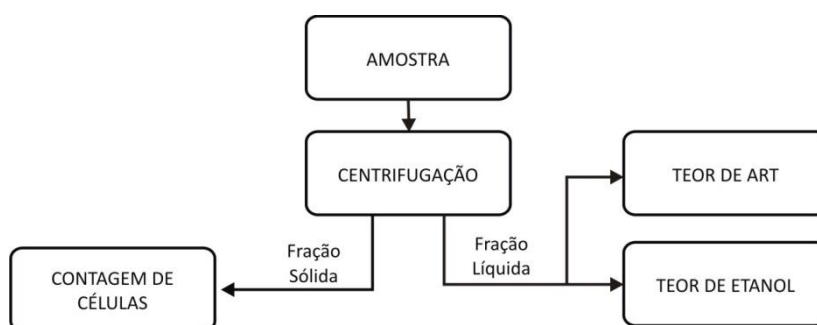 AMOSTRA
CENTRIFUGAÇÃO
TEOR DE ART
Fração
Sólida
Fração
Líquida
CONTAGEM DE
CÉLULAS
TEOR DE ETANOL